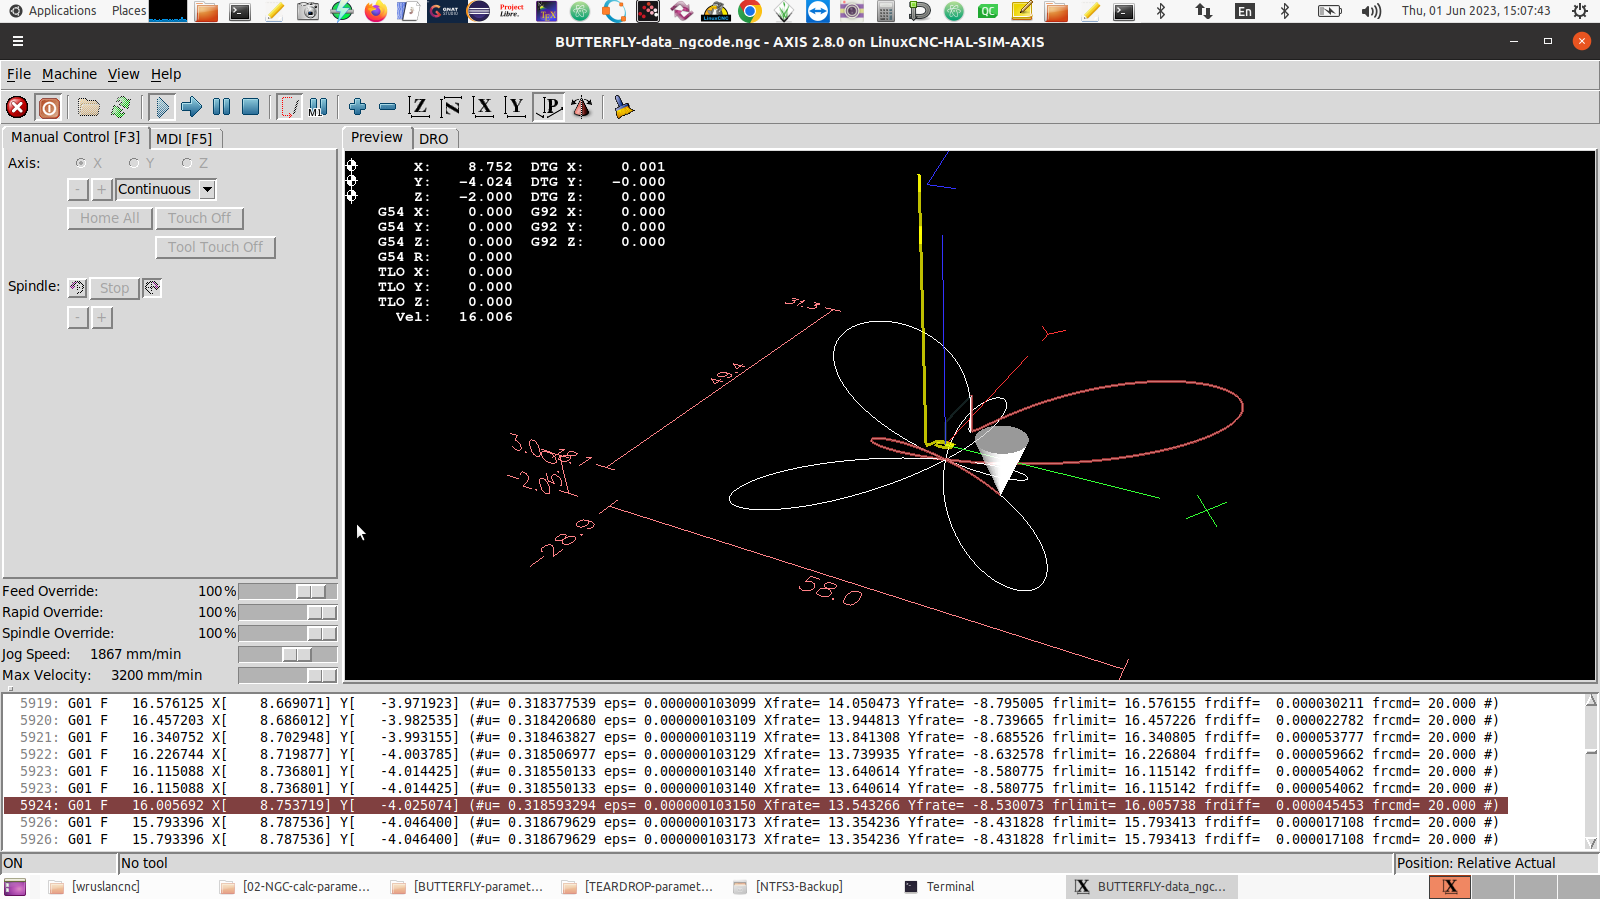 Applications Places En Thu, 01 Jun 2023, 15:07:43
BUTTERFLY-data_ngcode.ngc - AXIS 2.8.0 on LinuxCNC-HAL-SIM-AXIS
File Machine View Help
Manual Control [F3] MDI [F5] Preview DRO
Axis: X Y Z
- + Continuous
Home All Touch Off
Tool Touch Off
Spindle: Stop
- +
X: 8.752 DTG X: 0.001
Y: -4.024 DTG Y: -0.000
Z: -2.000 DTG Z: 0.000
G54 X: 0.000 G92 X: 0.000
G54 Y: 0.000 G92 Y: 0.000
G54 Z: 0.000 G92 Z: 0.000
G54 R: 0.000
TLO X: 0.000
TLO Y: 0.000
TLO Z: 0.000
Vel: 16.006
49.4
-28.9
58.0
X
Y
Feed Override: 100%
Rapid Override: 100%
Spindle Override: 100%
Jog Speed: 1867 mm/min
Max Velocity: 3200 mm/min
5919: G01 F 16.576125 X[ 8.669071] Y[ -3.971923] (#u= 0.318377539 eps= 0.000000103099 Xfrate= 14.050473 Yfrate= -8.795005 frlimit= 16.576155 frdiff= 0.000030211 frcmd= 20.000 #)
5920: G01 F 16.457203 X[ 8.686012] Y[ -3.982535] (#u= 0.318420680 eps= 0.000000103109 Xfrate= 13.944813 Yfrate= -8.739665 frlimit= 16.457226 frdiff= 0.000022782 frcmd= 20.000 #)
5921: G01 F 16.340752 X[ 8.702948] Y[ -3.993155] (#u= 0.318463827 eps= 0.000000103119 Xfrate= 13.841308 Yfrate= -8.685526 frlimit= 16.340805 frdiff= 0.000053777 frcmd= 20.000 #)
5922: G01 F 16.226744 X[ 8.719877] Y[ -4.003785] (#u= 0.318506977 eps= 0.000000103129 Xfrate= 13.739935 Yfrate= -8.632578 frlimit= 16.226804 frdiff= 0.000059662 frcmd= 20.000 #)
5923: G01 F 16.115088 X[ 8.736801] Y[ -4.014425] (#u= 0.318550133 eps= 0.000000103140 Xfrate= 13.640614 Yfrate= -8.580775 frlimit= 16.115142 frdiff= 0.000054062 frcmd= 20.000 #)
5923: G01 F 16.115088 X[ 8.736801] Y[ -4.014425] (#u= 0.318550133 eps= 0.000000103140 Xfrate= 13.640614 Yfrate= -8.580775 frlimit= 16.115142 frdiff= 0.000054062 frcmd= 20.000 #)
5924: G01 F 16.005692 X[ 8.753719] Y[ -4.025074] (#u= 0.318593294 eps= 0.000000103150 Xfrate= 13.543266 Yfrate= -8.530073 frlimit= 16.005738 frdiff= 0.000045453 frcmd= 20.000 #)
5926: G01 F 15.793396 X[ 8.787536] Y[ -4.046400] (#u= 0.318679629 eps= 0.000000103173 Xfrate= 13.354236 Yfrate= -8.431828 frlimit= 15.793413 frdiff= 0.000017108 frcmd= 20.000 #)
5926: G01 F 15.793396 X[ 8.787536] Y[ -4.046400] (#u= 0.318679629 eps= 0.000000103173 Xfrate= 13.354236 Yfrate= -8.431828 frlimit= 15.793413 frdiff= 0.000017108 frcmd= 20.000 #)
ON No tool Position: Relative Actual
[wruslancnc] [02-NGC-calc-parame... [BUTTERFLY-paramet... [TEARDROP-paramet... [NTFS3-Backup] Terminal BUTTERFLY-data_ngc...